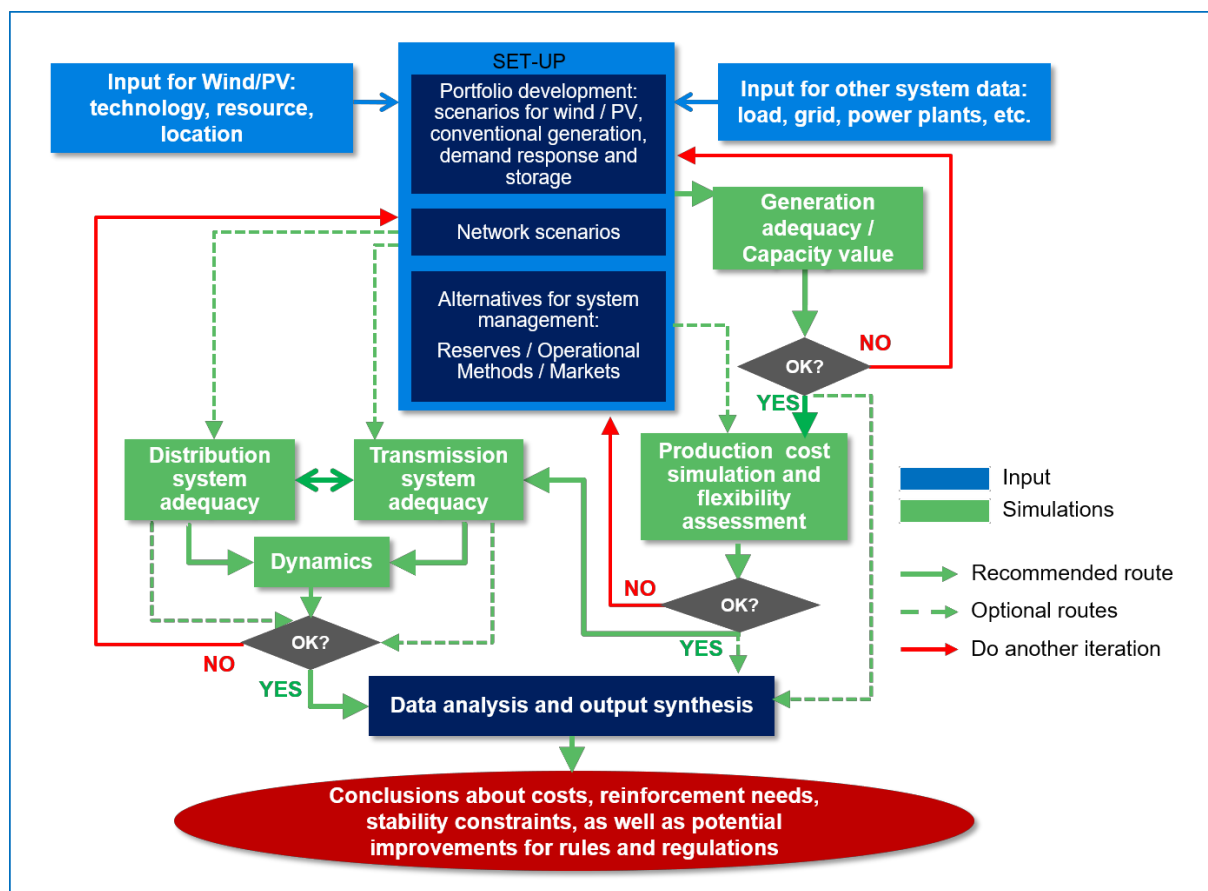 SET-UP
Input for Wind/PV:
technology, resource,
location
Portfolio development:
scenarios for wind / PV,
conventional generation,
demand response and
storage
Input for other system data:
load, grid, power plants, etc.
Network scenarios
Generation
adequacy /
Capacity value
Alternatives for system
management:
Reserves / Operational
Methods / Markets
OK?
NO
YES
Distribution
system
adequacy
Transmission
system
adequacy
Production cost
simulation and
flexibility
assessment
Input
Simulations
Dynamics
Recommended route
Optional routes
Do another iteration
OK?
NO
YES
OK?
NO
YES
Data analysis and output synthesis
Conclusions about costs, reinforcement needs,
stability constraints, as well as potential
improvements for rules and regulations